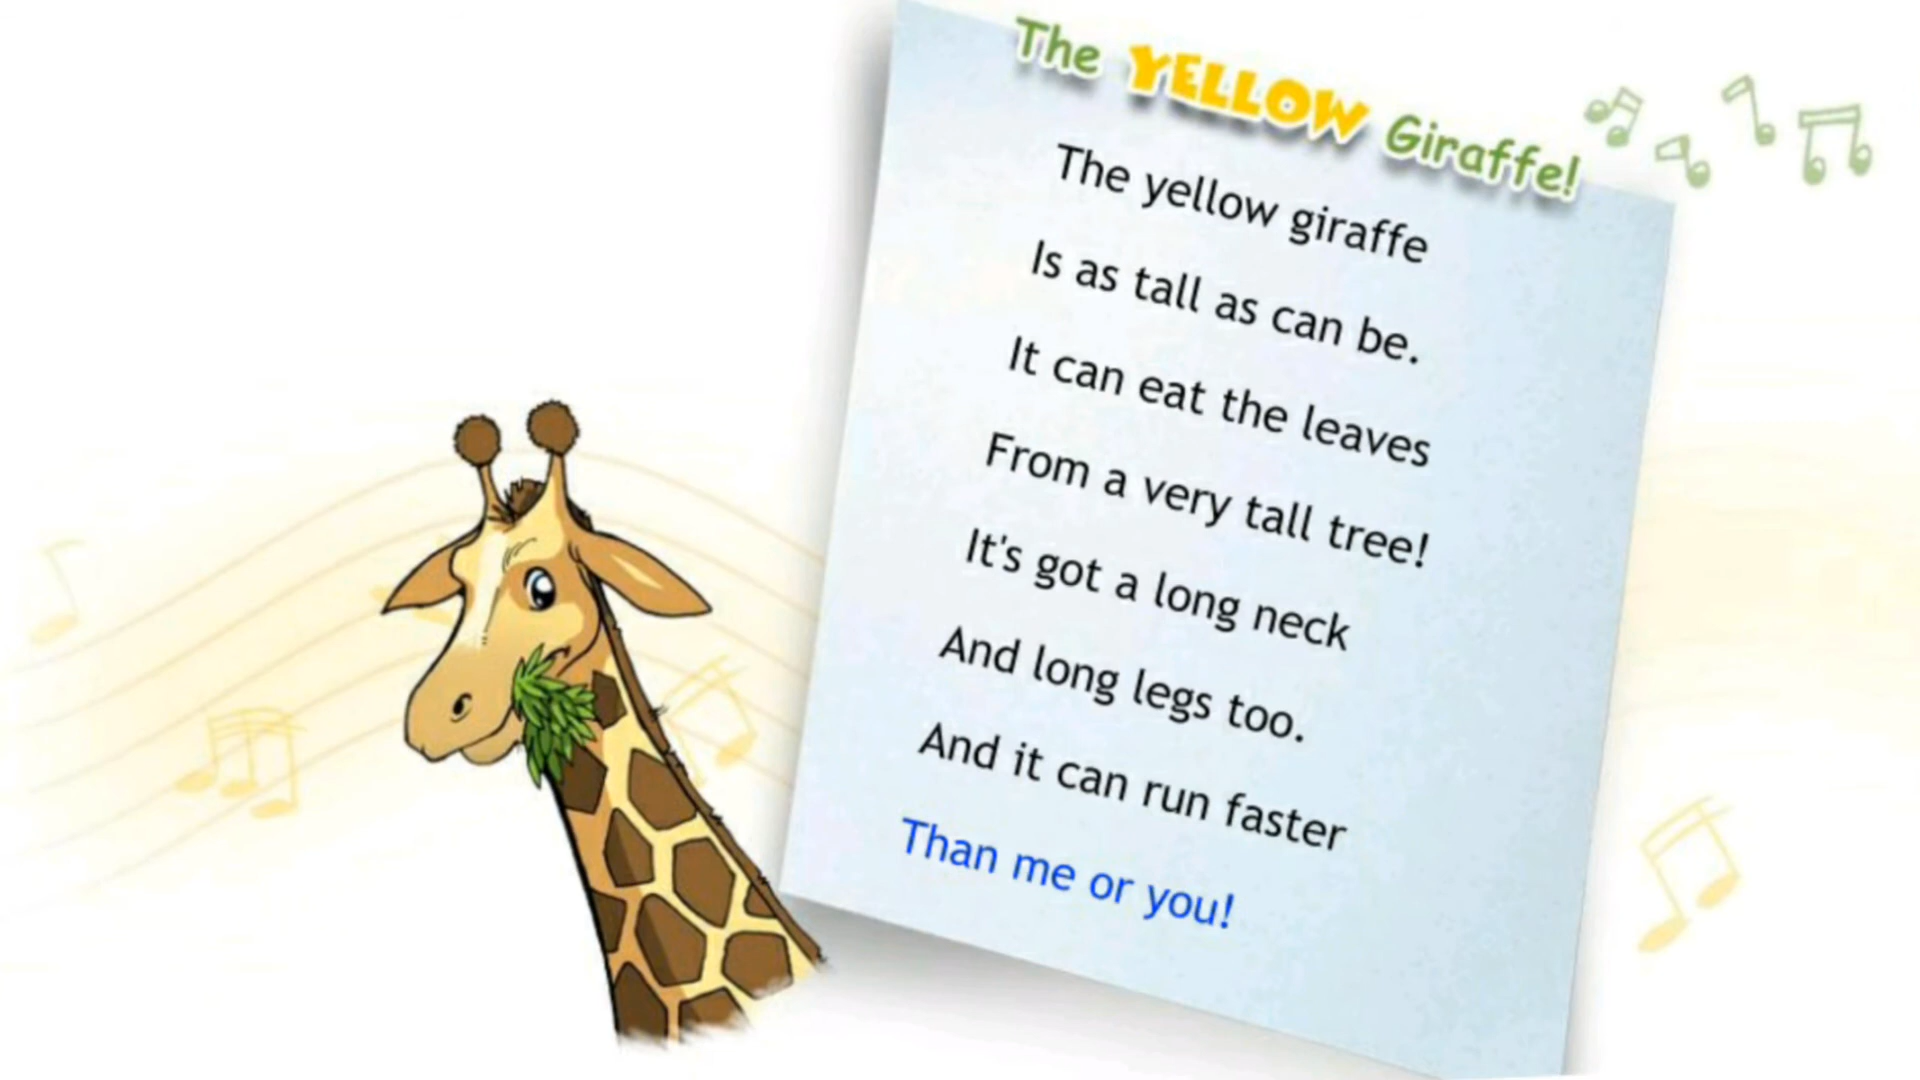 The YELLOW Giraffe!
The yellow giraffe
Is as tall as can be.
It can eat the leaves
From a very tall tree!
It's got a long neck
And long legs too.
And it can run faster
Than me or you!